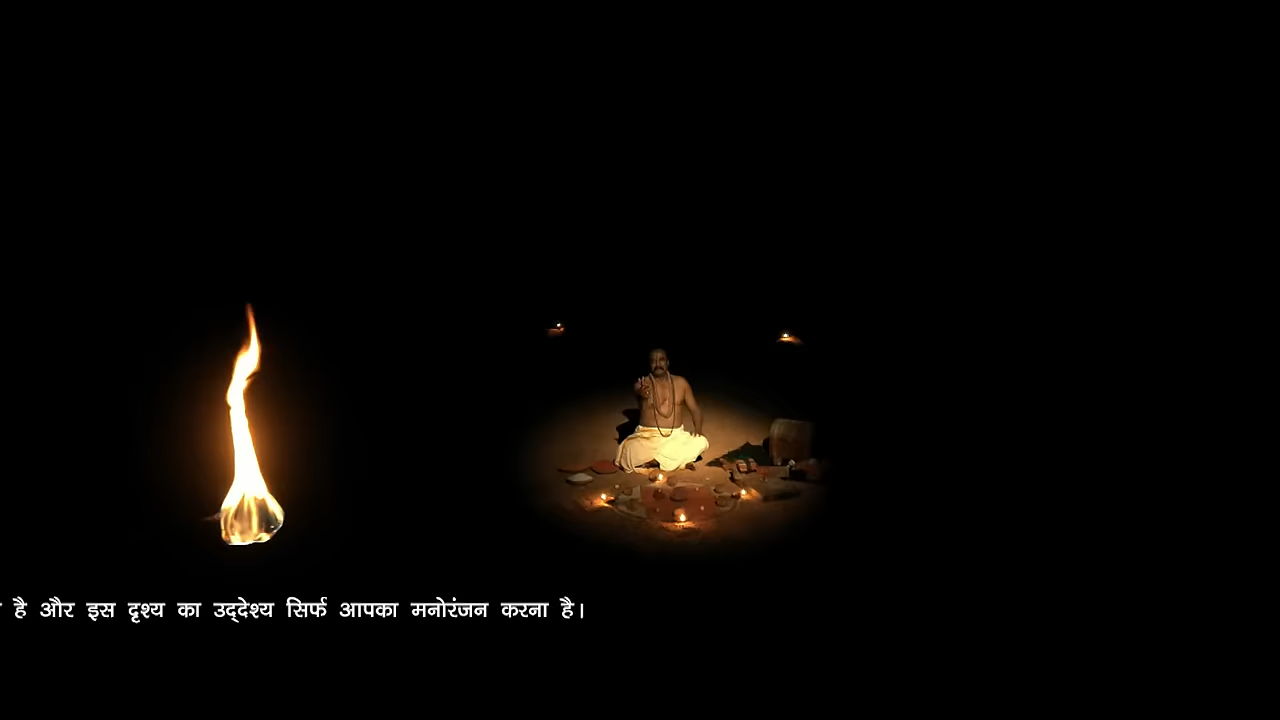 है और इस दृश्य का उद्देश्य सिर्फ आपका मनोरंजन करना है।